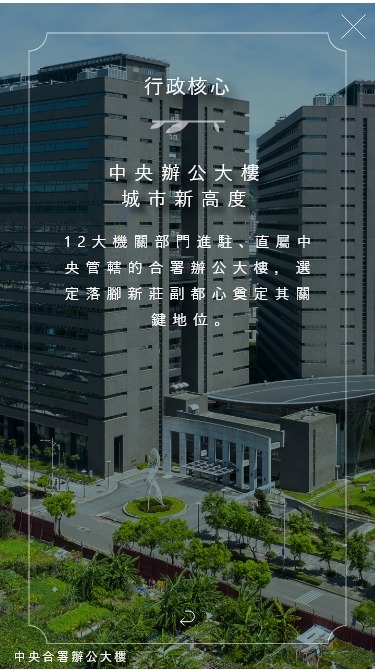 行政核心
中央辦公大樓
城市新高度
12大機關部門進駐、直屬中
央管轄的合署辦公大樓，選
定落腳新莊副都心奠定其關
鍵地位。
中央合署辦公大樓